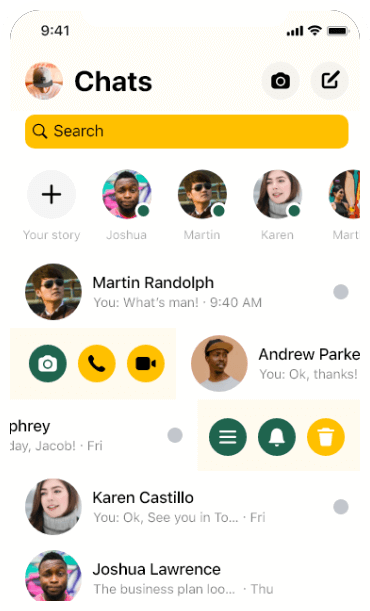 9:41
Chats
Search
Your story
Joshua
Martin
Karen
Mart
Martin Randolph
You: What's man! · 9:40 AM
Andrew Parke
You: Ok, thanks!
phrey
day, Jacob! · Fri
Karen Castillo
You: Ok, See you in To... · Fri
Joshua Lawrence
The business plan loo... · Thu